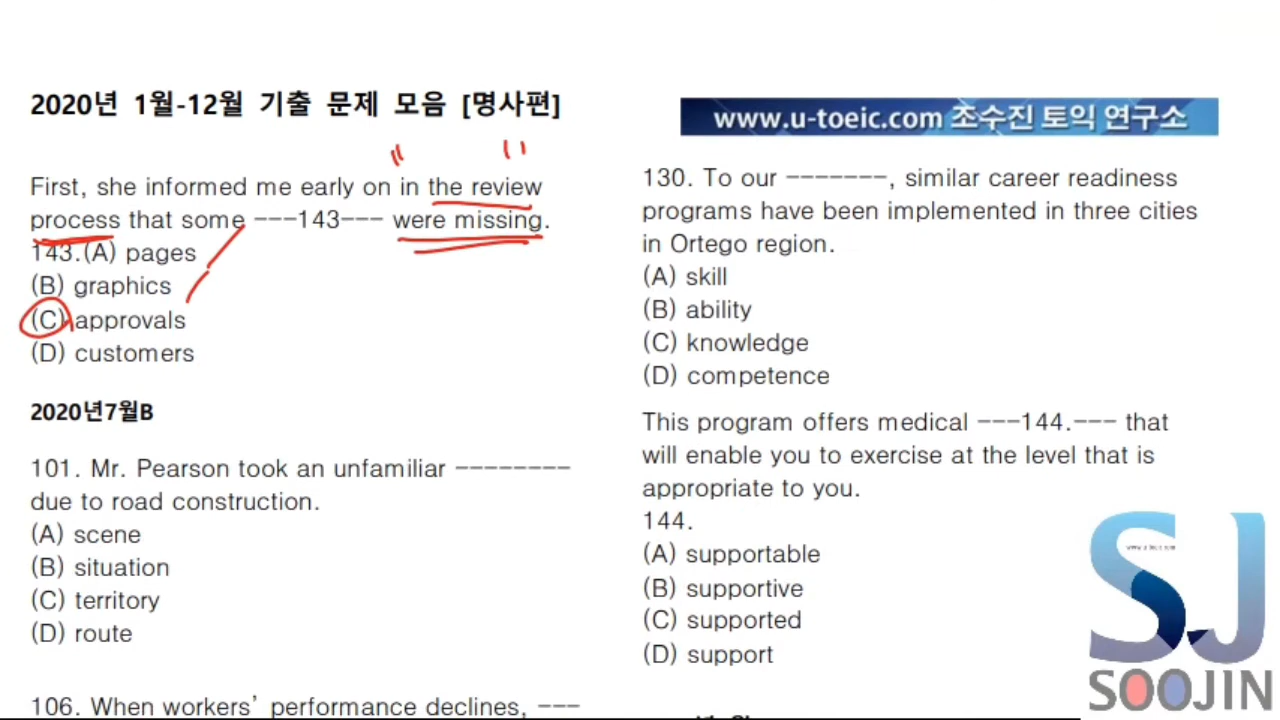 2020년 1월-12월 기출 문제 모음 [명사편]
First, she informed me early on in the review
process that some ---143--- were missing.
143.(A) pages
(B) graphics
(C) approvals
(D) customers
2020년7월B
101. Mr. Pearson took an unfamiliar --------
due to road construction.
(A) scene
(B) situation
(C) territory
(D) route
106. When workers’ performance declines, ---
www.u-toeic.com 조수진 토익 연구소
130. To our -------, similar career readiness
programs have been implemented in three cities
in Ortego region.
(A) skill
(B) ability
(C) knowledge
(D) competence
This program offers medical ---144.--- that
will enable you to exercise at the level that is
appropriate to you.
144.
(A) supportable
(B) supportive
(C) supported
(D) support
SJ
SOOJIN